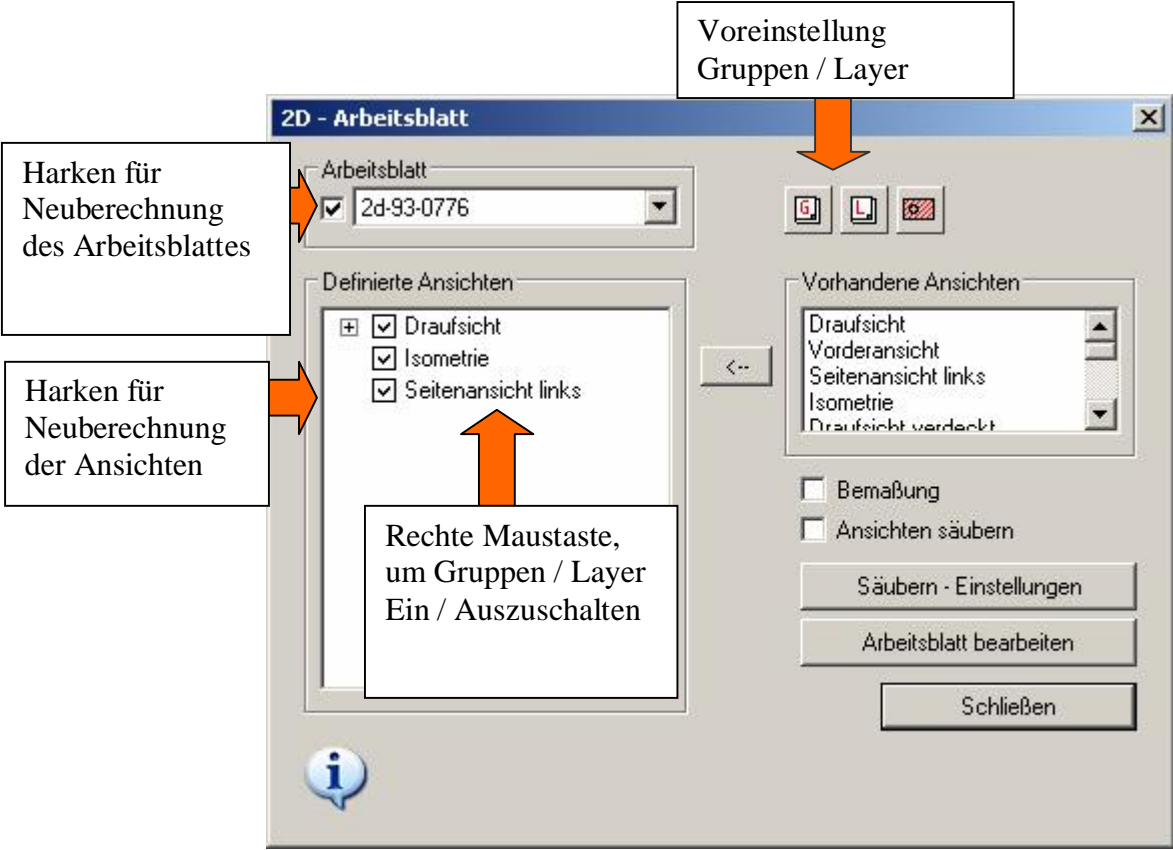 Voreinstellung
Gruppen / Layer
2D - Arbeitsblatt
Harken für
Neuberechnung
des Arbeitsblattes
Arbeitsblatt
2d-93-0776
G
L
Harken für
Neuberechnung
der Ansichten
Definierte Ansichten
Draufsicht
Isometrie
Seitenansicht links
<--
Vorhandene Ansichten
Draufsicht
Vorderansicht
Seitenansicht links
Isometrie
Draufsicht verdeckt
Rechte Maustaste,
um Gruppen / Layer
Ein / Auszuschalten
Bemaßung
Ansichten säubern
Säubern - Einstellungen
Arbeitsblatt bearbeiten
Schließen